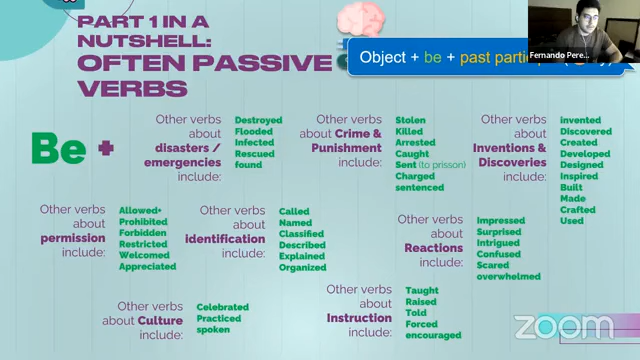 PART 1 IN A
NUTSHELL:
OFTEN PASSIVE
VERBS
Object + be + past
Fernando Pere...
Be +
Other verbs
about
disasters /
emergencies
include:
Destroyed
Flooded
Infected
Rescued
found
Other verbs
about Crime &
Punishment
include:
Stolen
Killed
Arrested
Caught
Sent (to prisson)
Charged
sentenced
Other verbs
about
Inventions &
Discoveries
include:
invented
Discovered
Created
Developed
Designed
Inspired
Built
Made
Crafted
Used
Other verbs
about
permission
include:
Allowed+
Prohibited
Forbidden
Restricted
Welcomed
Appreciated
Other verbs
about
identification
include:
Called
Named
Classified
Described
Explained
Organized
Other verbs
about
Reactions
include:
Impressed
Surprised
Intrigued
Confused
Scared
overwhelmed
Other verbs
about Culture
include:
Celebrated
Practiced
spoken
Other verbs
about
Instruction
include:
Taught
Raised
Told
Forced
encouraged
zoom